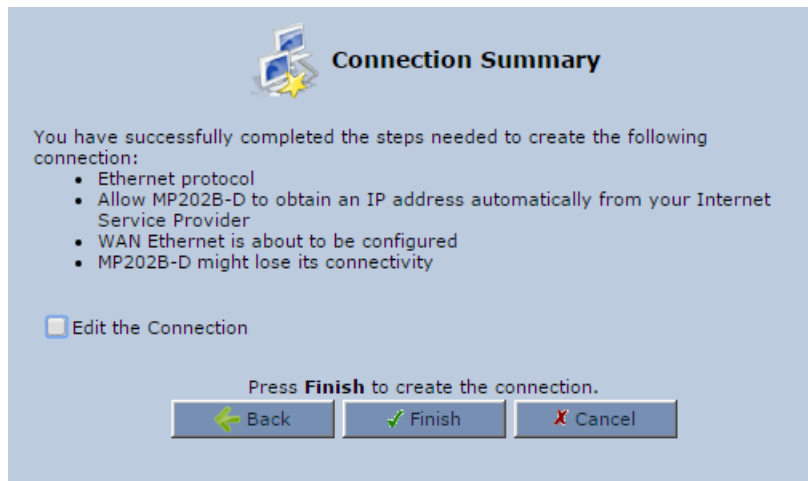 Connection Summary
You have successfully completed the steps needed to create the following
connection:
• Ethernet protocol
• Allow MP202B-D to obtain an IP address automatically from your Internet
Service Provider
• WAN Ethernet is about to be configured
• MP202B-D might lose its connectivity
Edit the Connection
Press Finish to create the connection.
Back Finish Cancel